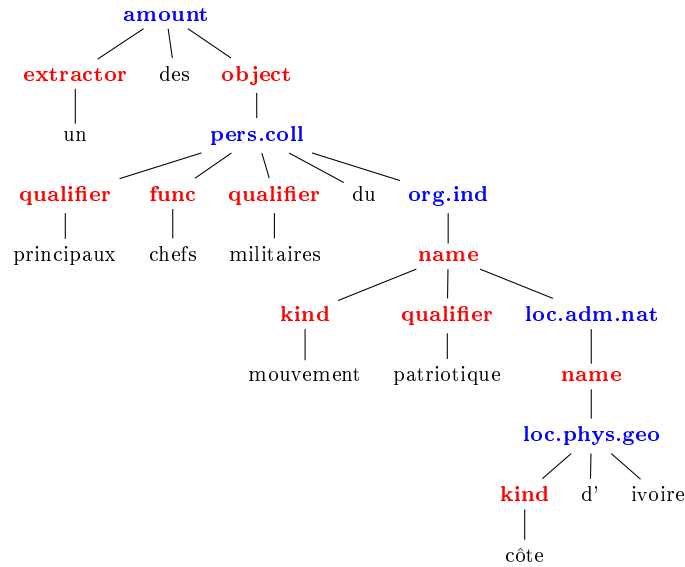 amount
extractor des object
un pers.coll
qualifier func qualifier du org.ind
principaux chefs militaires name
kind qualifier loc.adm.nat
mouvement patriotique name
loc.phys.geo
kind d' ivoire
côte